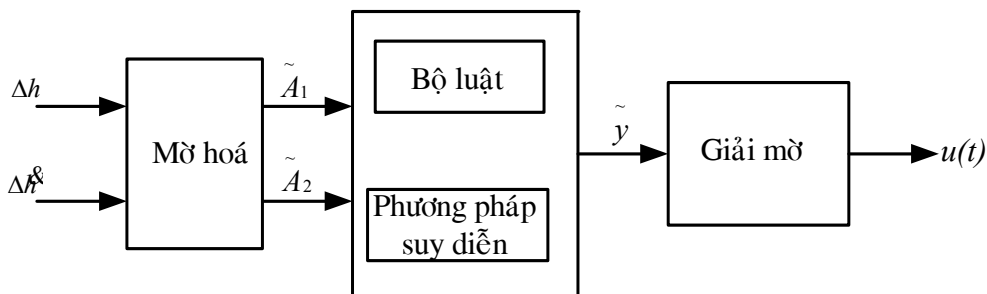 Δh
Δh&
Mờ hoá
Ã1
Ã2
Bộ luật
Phương pháp
suy diễn
ỹ
Giải mờ
u(t)